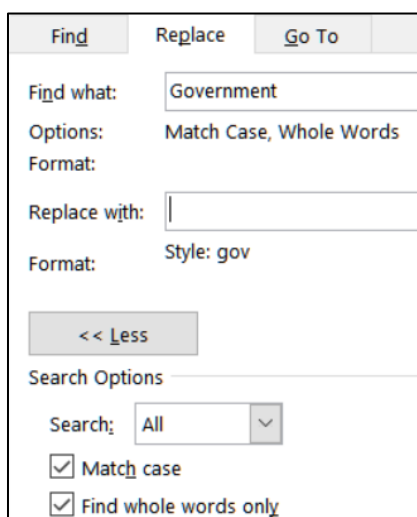 Find Replace Go To
Find what: Government
Options: Match Case, Whole Words
Format:
Replace with:
Format: Style: gov
<< Less
Search Options
Search: All
Match case
Find whole words only